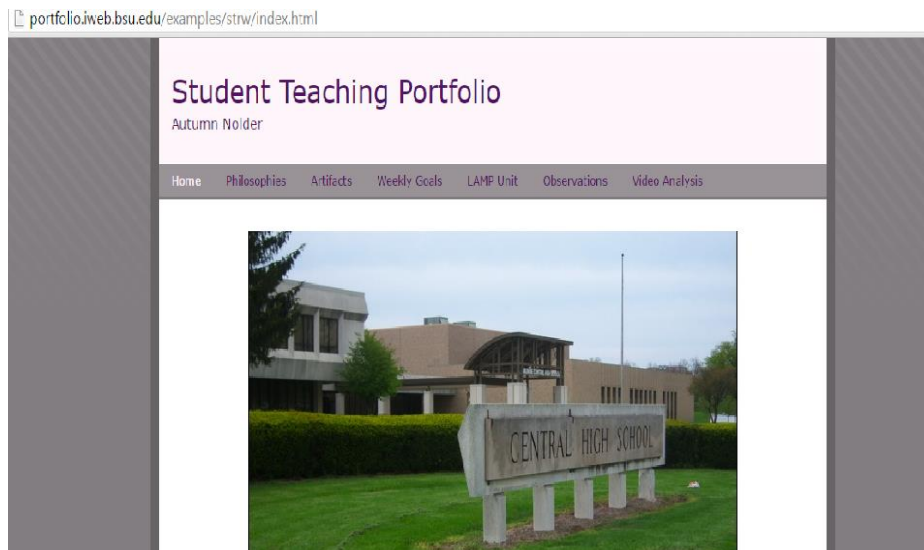 portfolio.iweb.bsu.edu/examples/strw/index.html
Student Teaching Portfolio
Autumn Nolder
Home Philosophies Artifacts Weekly Goals LAMP Unit Observations Video Analysis
CENTRAL HIGH SCHOOL